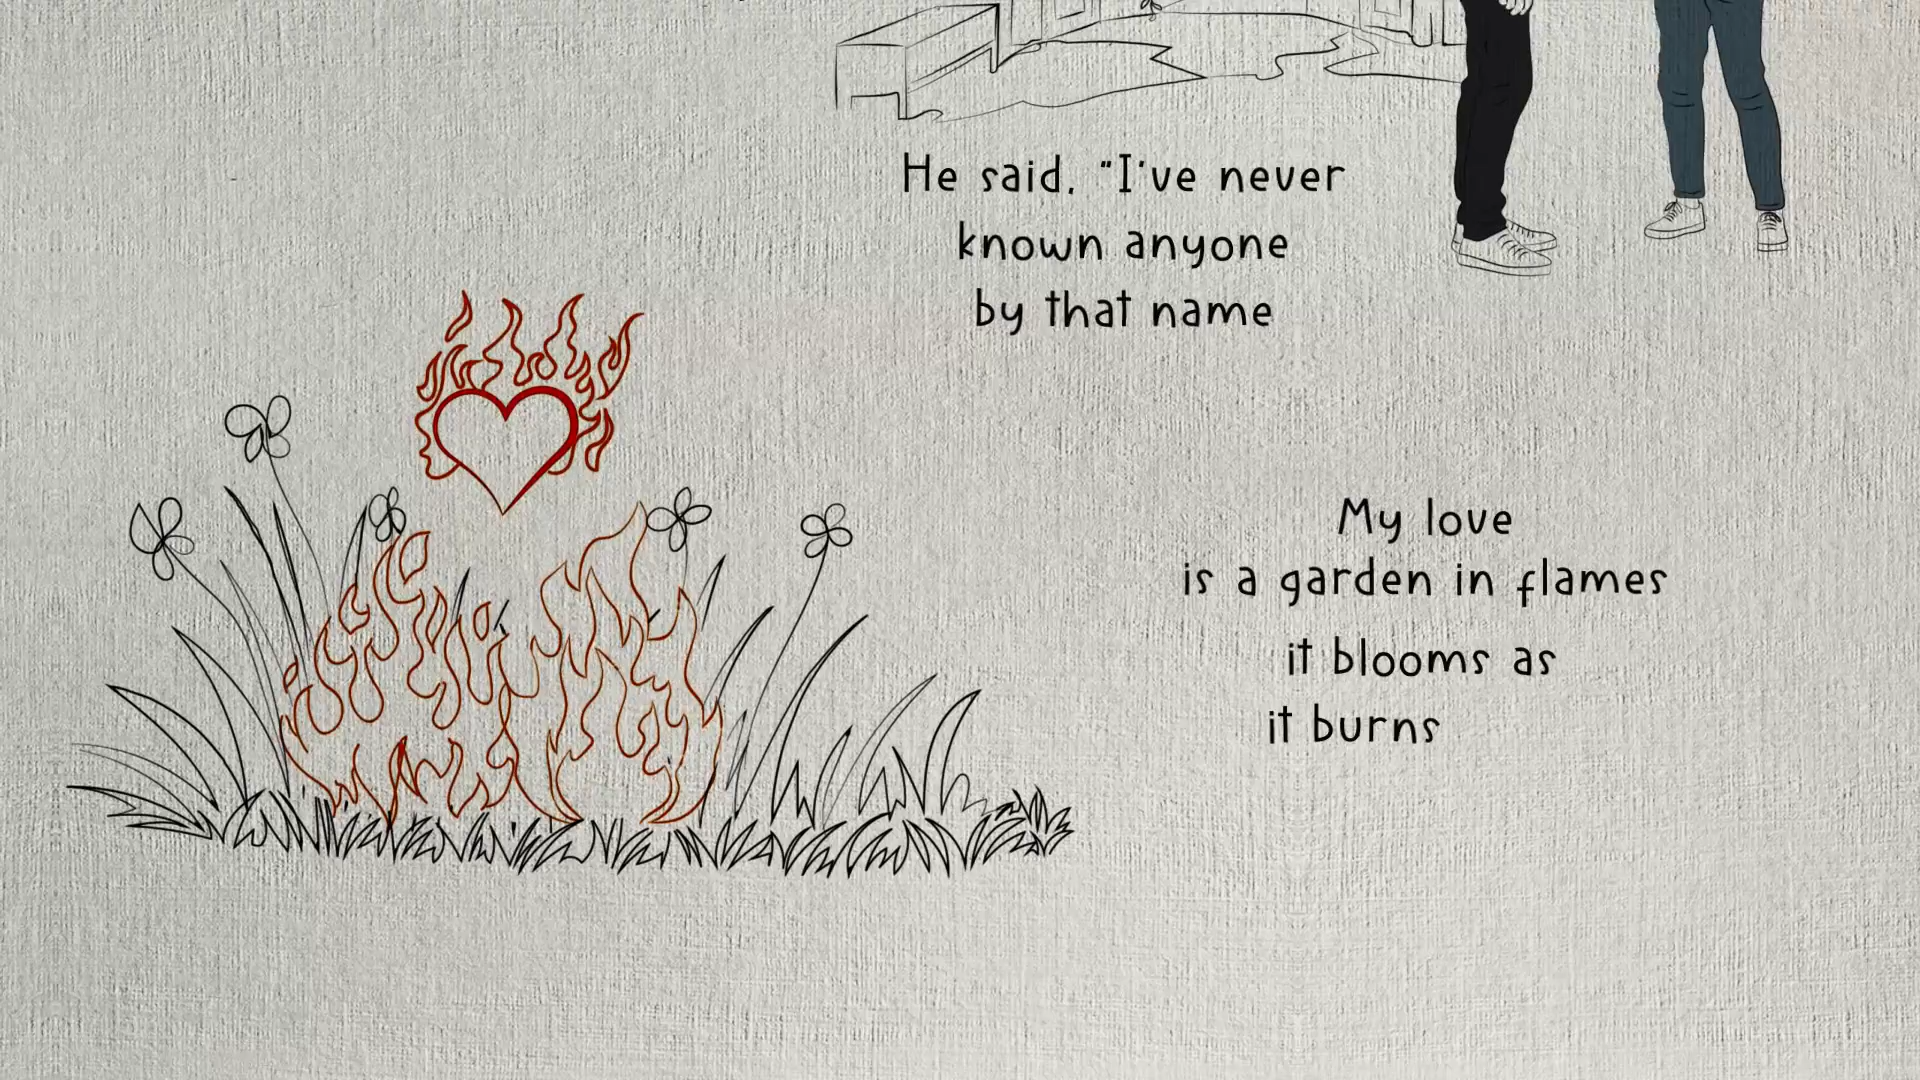 He said, "I've never
known anyone
by that name
My love
is a garden in flames
it blooms as
it burns